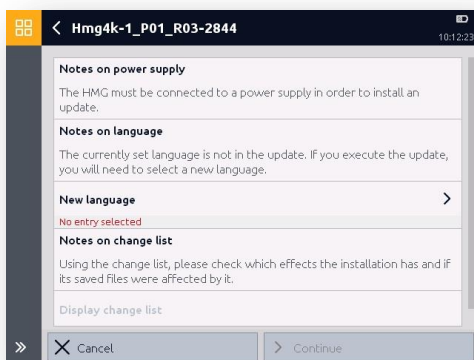 Hmg4k-1_P01_R03-2844
10:12:23
Notes on power supply
The HMG must be connected to a power supply in order to install an
update.
Notes on language
The currently set language is not in the update. If you execute the update,
you will need to select a new language.
New language
No entry selected
Notes on change list
Using the change list, please check which effects the installation has and if
its saved files were affected by it.
Display change list
Cancel
Continue